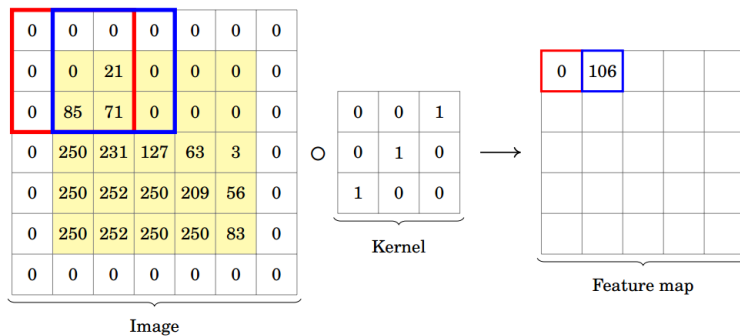 0 0 0 0 0 0 0
0 0 21 0 0 0 0
0 85 71 0 0 0 0
0 250 231 127 63 3 0
0 250 252 250 209 56 0
0 250 252 250 250 83 0
0 0 0 0 0 0 0
Image
0 0 1
0 1 0
1 0 0
Kernel
0 106
Feature map